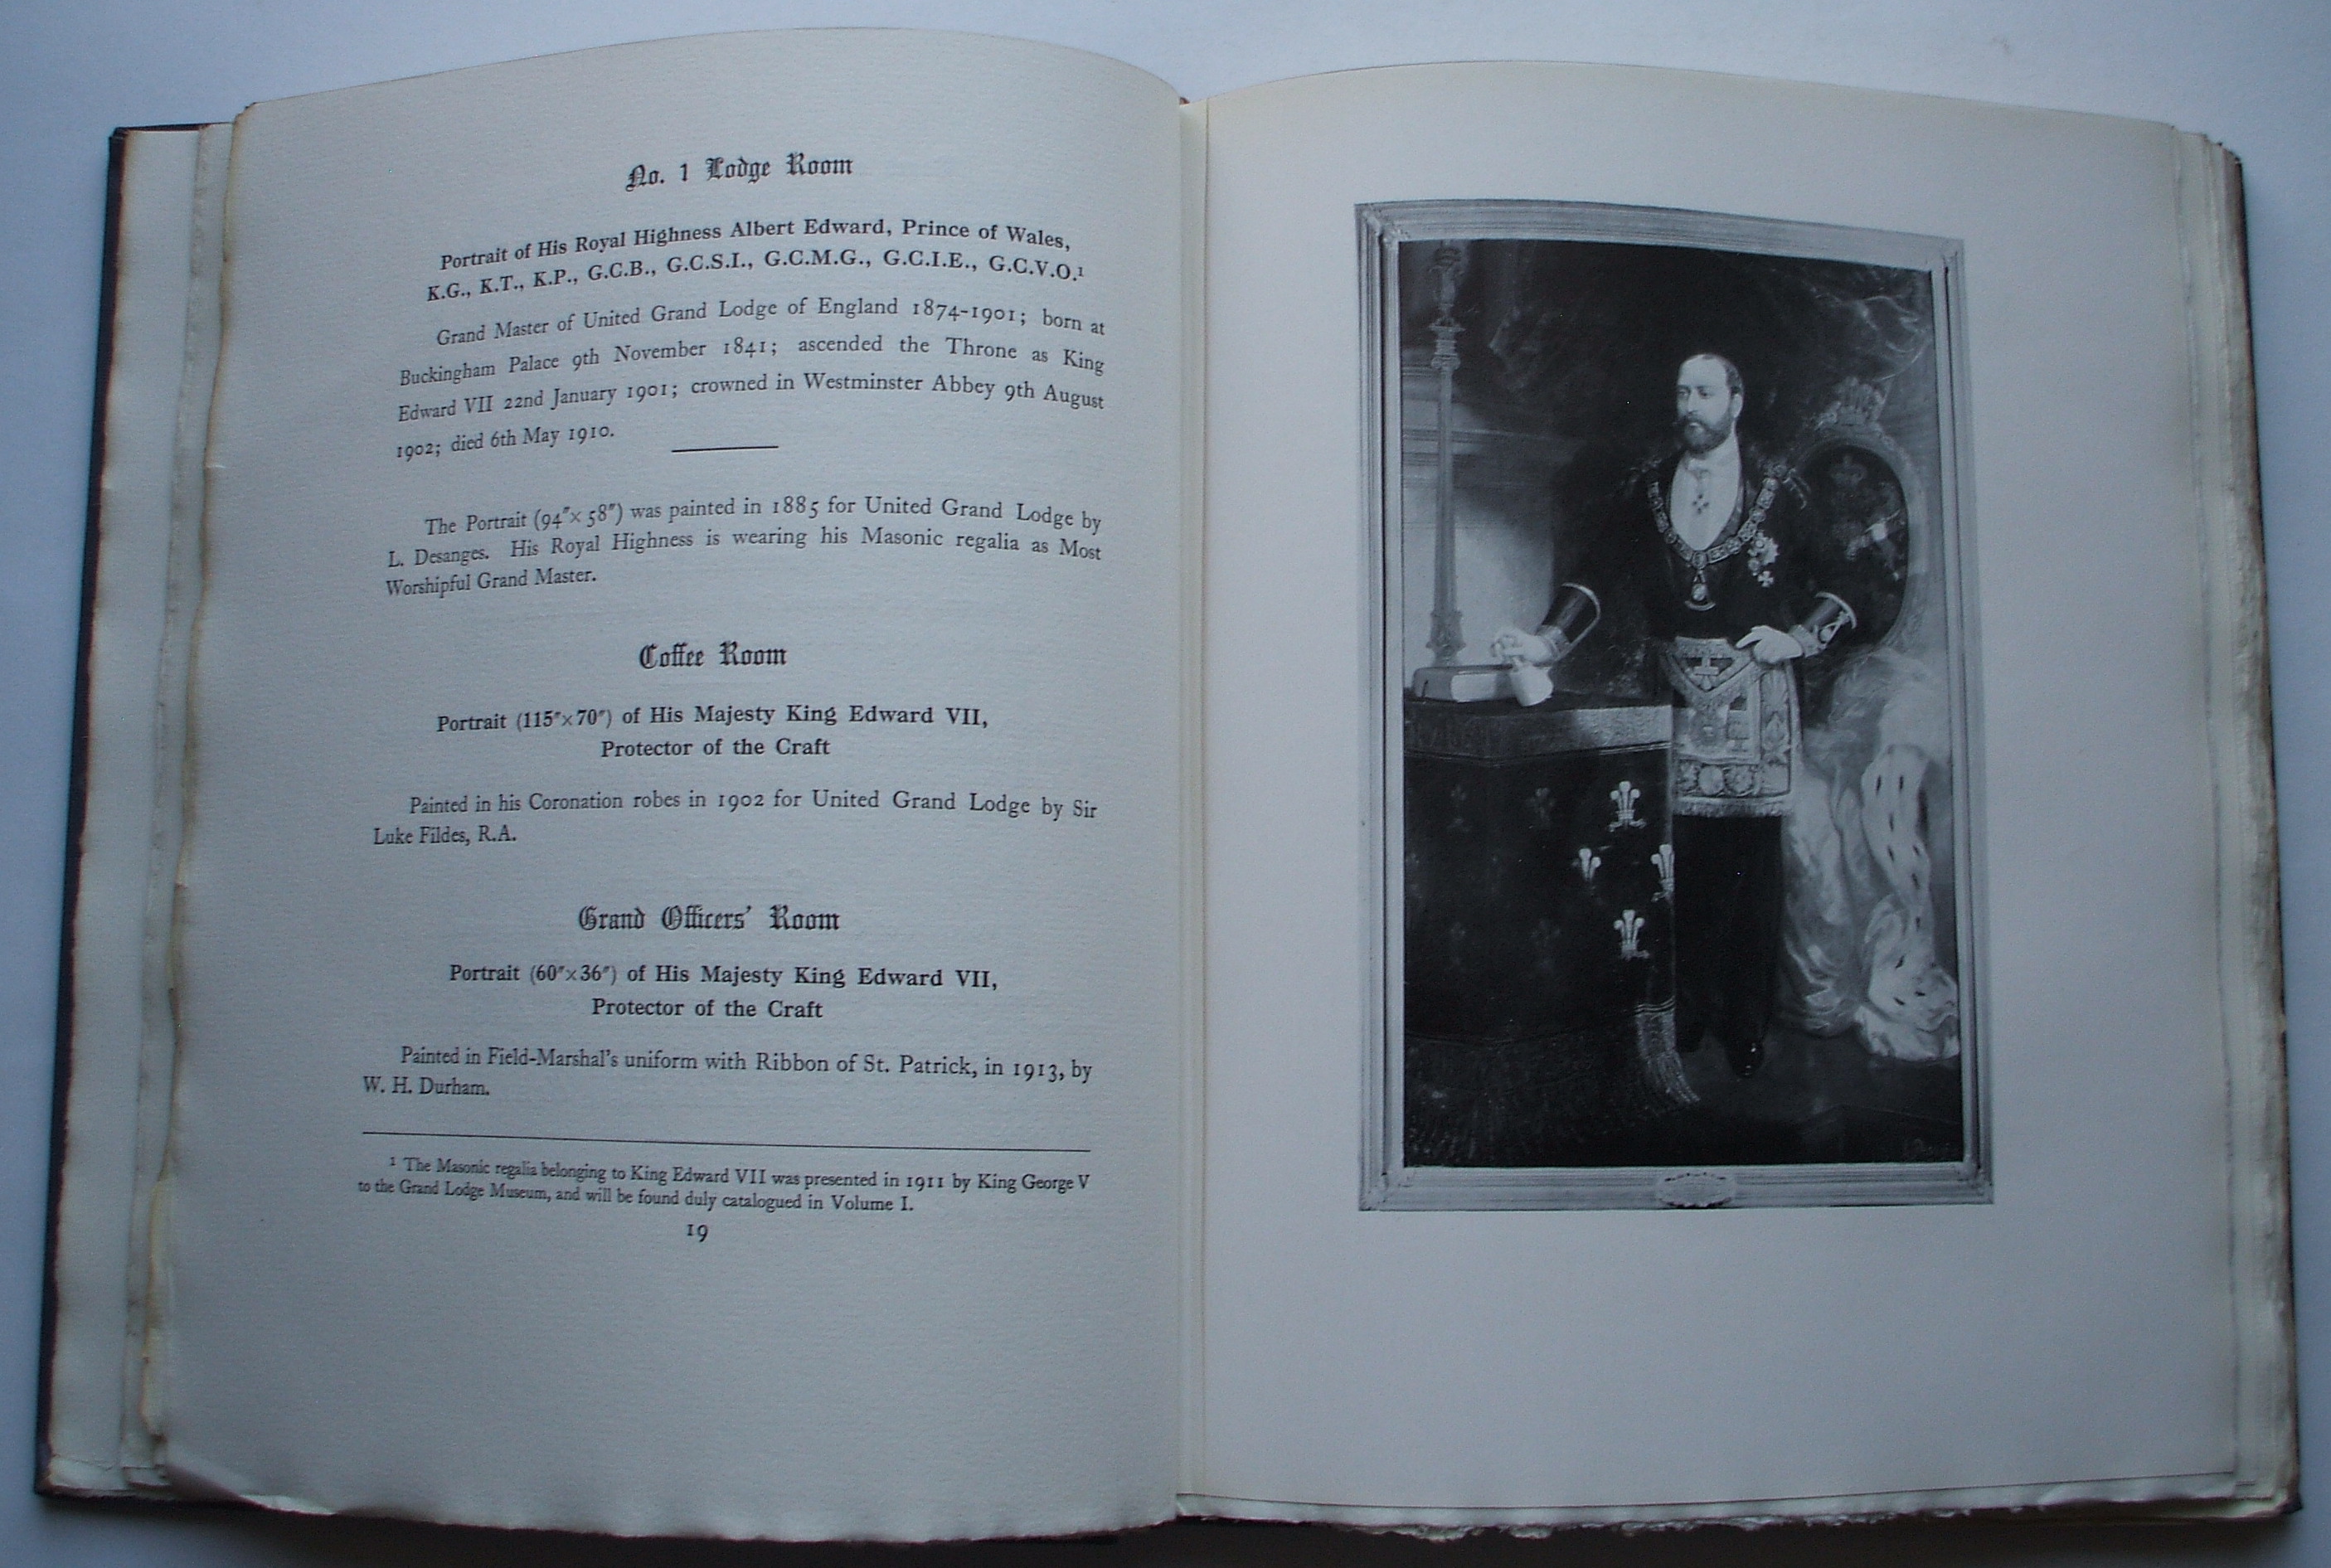 No. 1 Lodge Room
Portrait of His Royal Highness Albert Edward, Prince of Wales,
K.G., K.T., K.P., G.C.B., G.C.S.I., G.C.M.G., G.C.I.E., G.C.V.O.¹
Grand Master of United Grand Lodge of England 1874-1901; born at
Buckingham Palace 9th November 1841; ascended the Throne as King
Edward VII 22nd January 1901; crowned in Westminster Abbey 9th August
1902; died 6th May 1910.
The Portrait (94″×58″) was painted in 1885 for United Grand Lodge by
L. Desanges. His Royal Highness is wearing his Masonic regalia as Most
Worshipful Grand Master.
Coffee Room
Portrait (115″×70″) of His Majesty King Edward VII,
Protector of the Craft
Painted in his Coronation robes in 1902 for United Grand Lodge by Sir
Luke Fildes, R.A.
Grand Officers' Room
Portrait (60″×36″) of His Majesty King Edward VII,
Protector of the Craft
Painted in Field-Marshal's uniform with Ribbon of St. Patrick, in 1913, by
W. H. Durham.
¹ The Masonic regalia belonging to King Edward VII was presented in 1911 by King George V
to the Grand Lodge Museum, and will be found duly catalogued in Volume I.
19